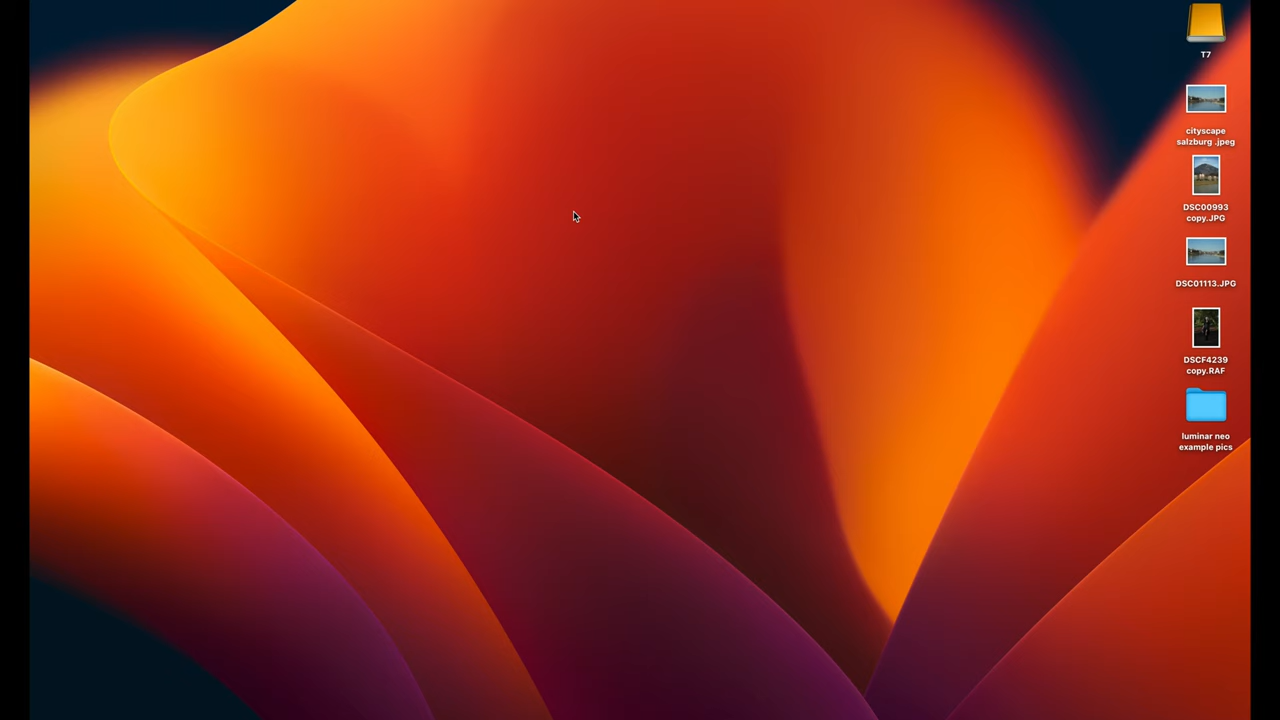 T7
cityscape
salzburg .jpeg
DSC00993
copy.JPG
DSC01113.JPG
DSCF4239
copy.RAF
luminar neo
example pics